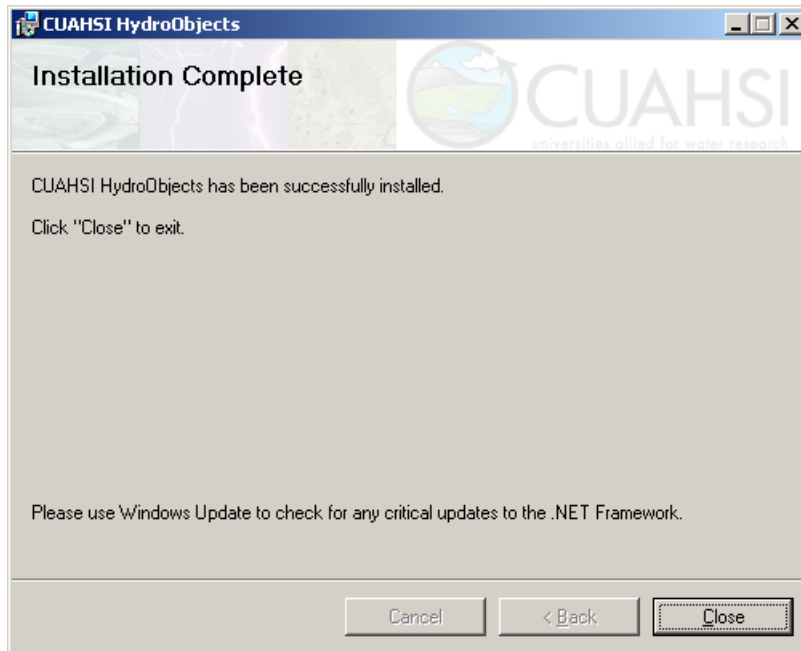 CUAHSI HydroObjects
Installation Complete
CUAHSI
universities allied for water research
CUAHSI HydroObjects has been successfully installed.
Click "Close" to exit.
Please use Windows Update to check for any critical updates to the .NET Framework.
Cancel
< Back
Close